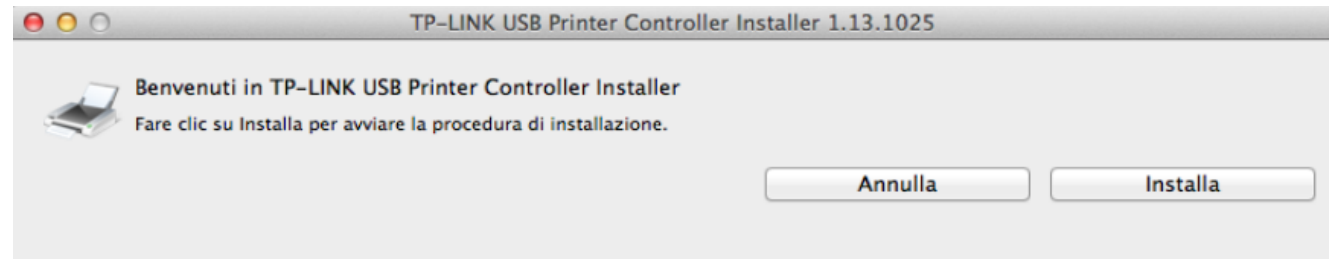 TP-LINK USB Printer Controller Installer 1.13.1025
Benvenuti in TP-LINK USB Printer Controller Installer
Fare clic su Installa per avviare la procedura di installazione.
Annulla Installa